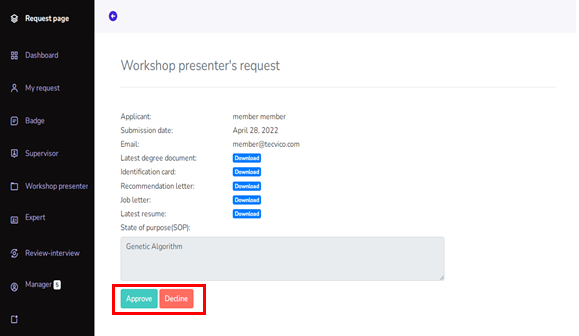 Request page
Dashboard
My request
Badge
Supervisor
Workshop presenter
Expert
Review-interview
Manager 5
Workshop presenter's request
Applicant: member member
Submission date: April 28, 2022
Email: member@tecvico.com
Latest degree document: Download
Identification card: Download
Recommendation letter: Download
Job letter: Download
Latest resume: Download
State of purpose(SOP):
Genetic Algorithm
Approve Decline